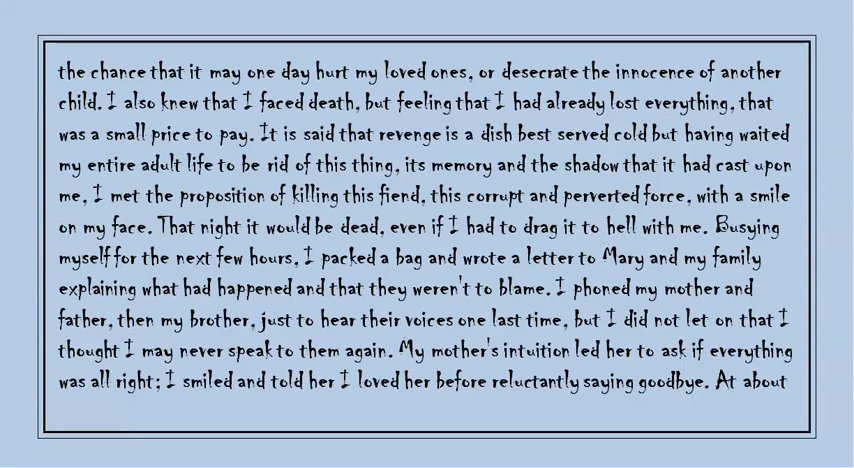 the chance that it may one day hurt my loved ones, or desecrate the innocence of another
child. I also knew that I faced death, but feeling that I had already lost everything, that
was a small price to pay. It is said that revenge is a dish best served cold but having waited
my entire adult life to be rid of this thing, its memory and the shadow that it had cast upon
me, I met the proposition of killing this fiend, this corrupt and perverted force, with a smile
on my face. That night it would be dead, even if I had to drag it to hell with me. Busying
myself for the next few hours, I packed a bag and wrote a letter to Mary and my family
explaining what had happened and that they weren't to blame. I phoned my mother and
father, then my brother, just to hear their voices one last time, but I did not let on that I
thought I may never speak to them again. My mother's intuition led her to ask if everything
was all right; I smiled and told her I loved her before reluctantly saying goodbye. At about